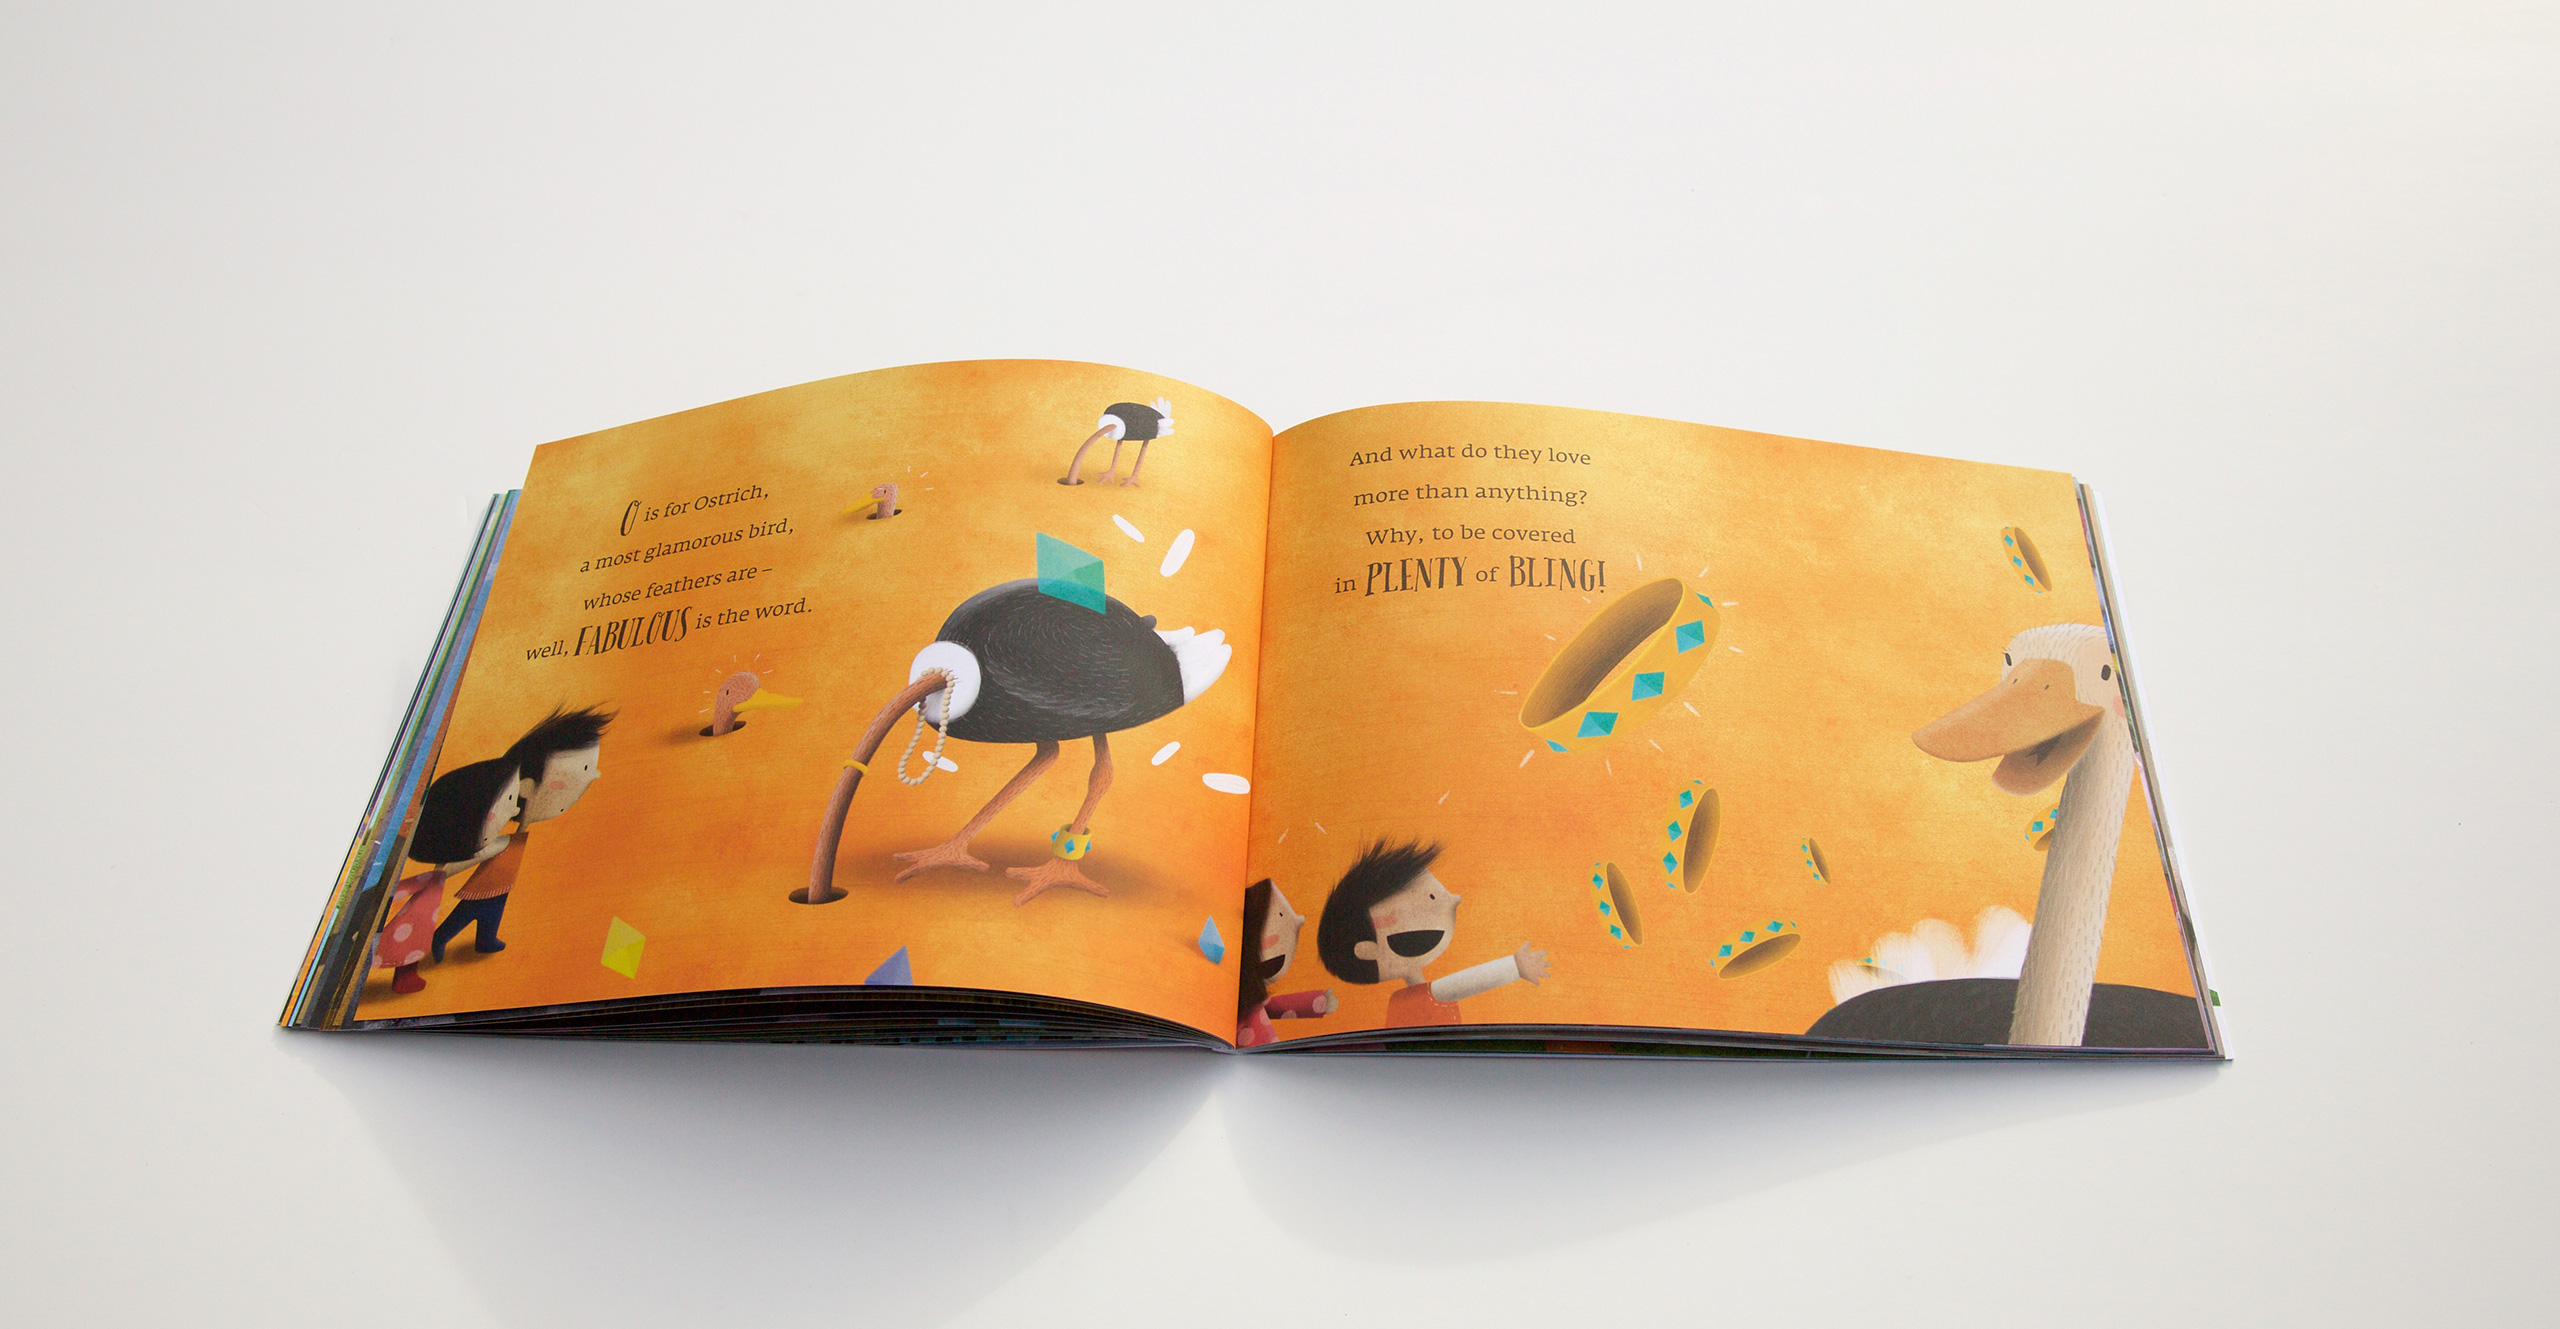 O is for Ostrich,
a most glamorous bird,
whose feathers are –
well, FABULOUS is the word.
And what do they love
more than anything?
Why, to be covered
in PLENTY of BLING!